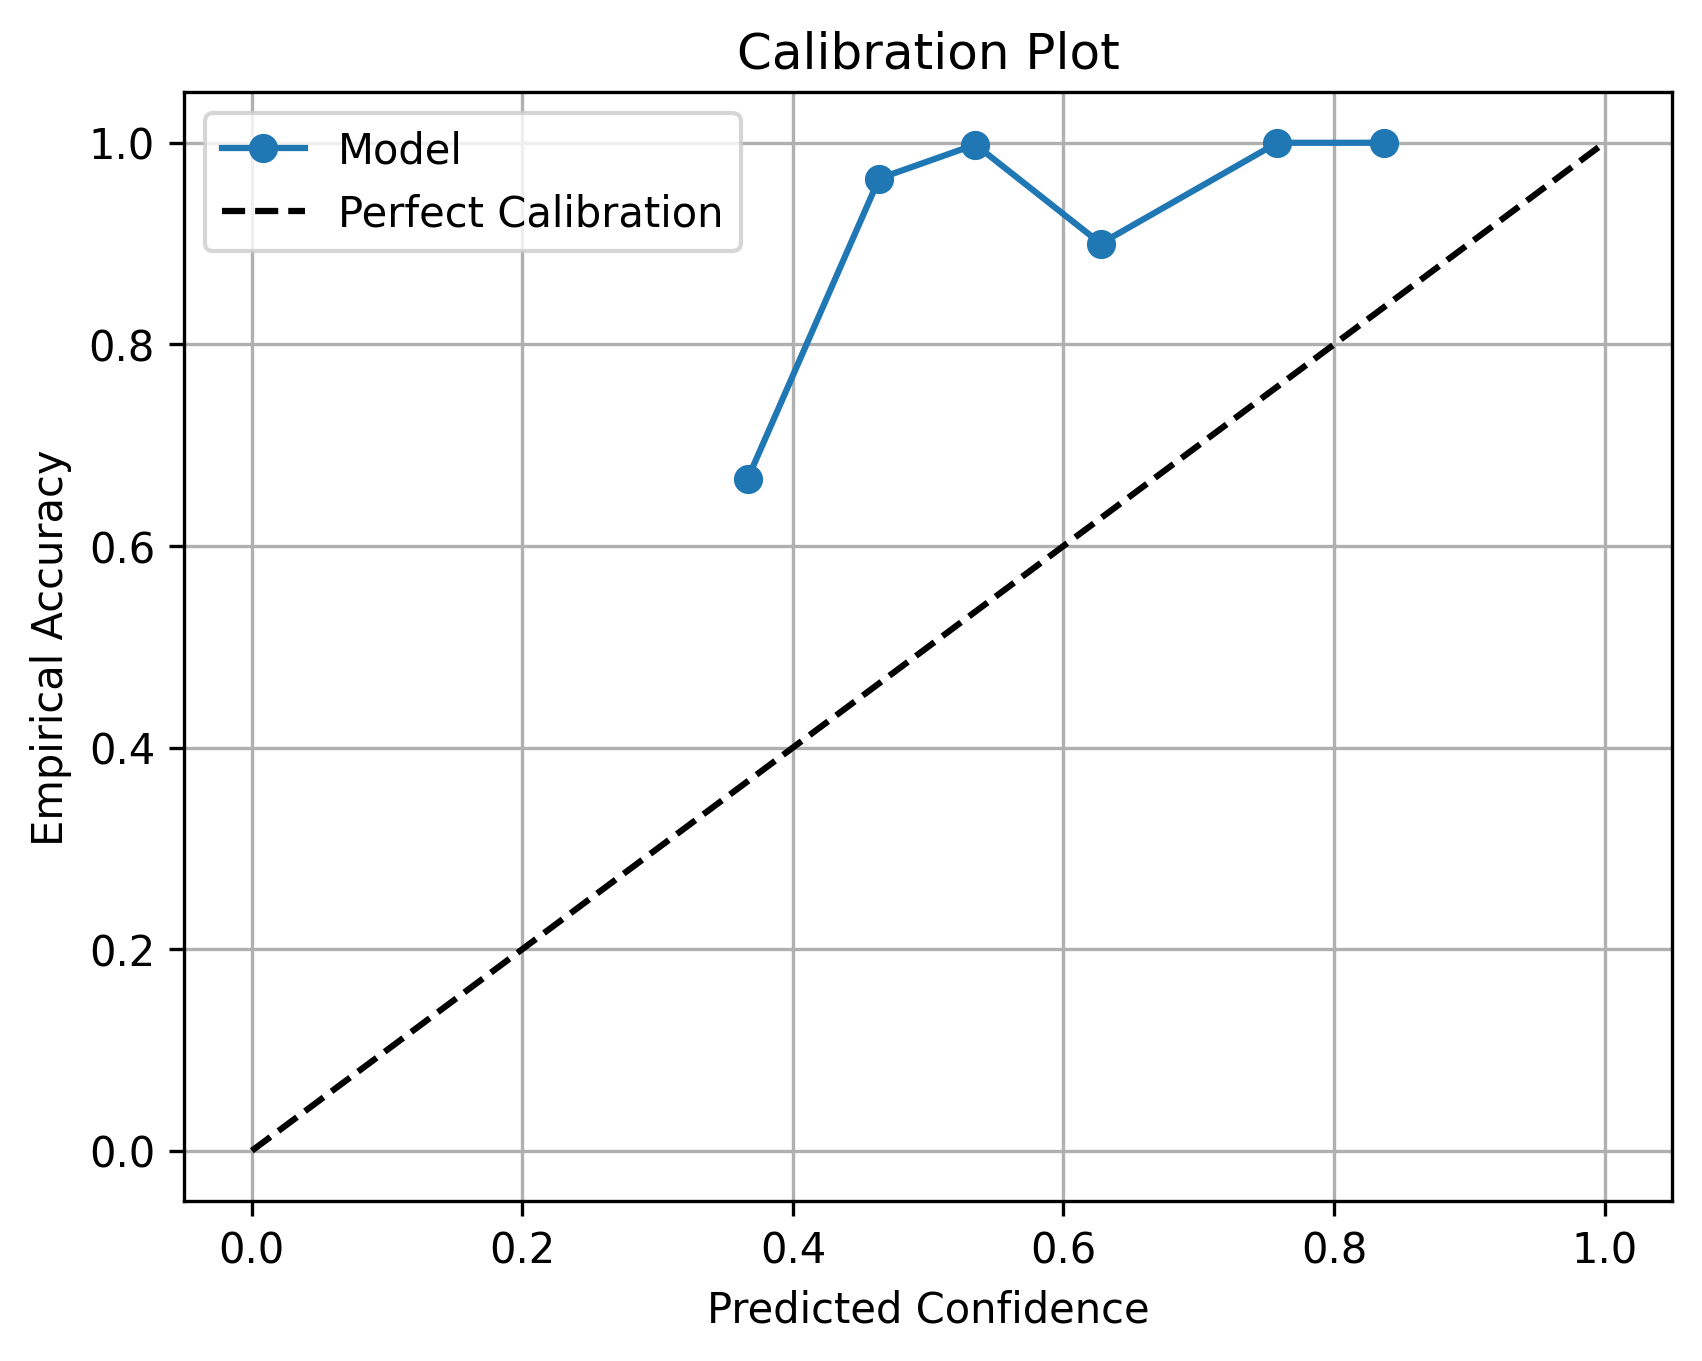 Calibration Plot
Model
Perfect Calibration
Empirical Accuracy
1.0
0.8
0.6
0.4
0.2
0.0
0.0 0.2 0.4 0.6 0.8 1.0
Predicted Confidence